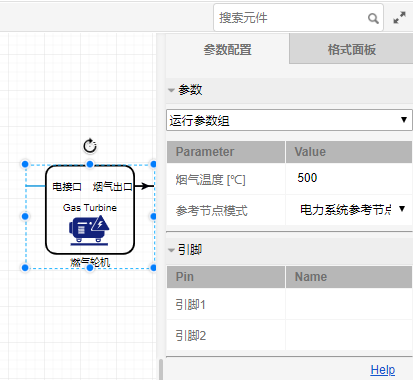 搜索元件
参数配置
格式面板
参数
运行参数组
Parameter Value
烟气温度 [℃] 500
参考节点模式 电力系统参考节点
引脚
Pin Name
引脚1
引脚2
Help
电接口 烟气出口
Gas Turbine
燃气轮机